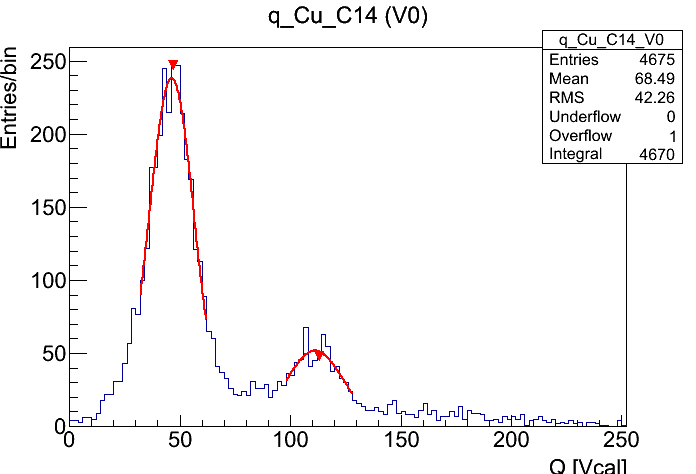 q_Cu_C14 (V0)
q_Cu_C14_V0
Entries 4675
Mean 68.49
RMS 42.26
Underflow 0
Overflow 1
Integral 4670
Entries/bin
250
200
150
100
50
0
0 50 100 150 200 250
Q [Vcal]